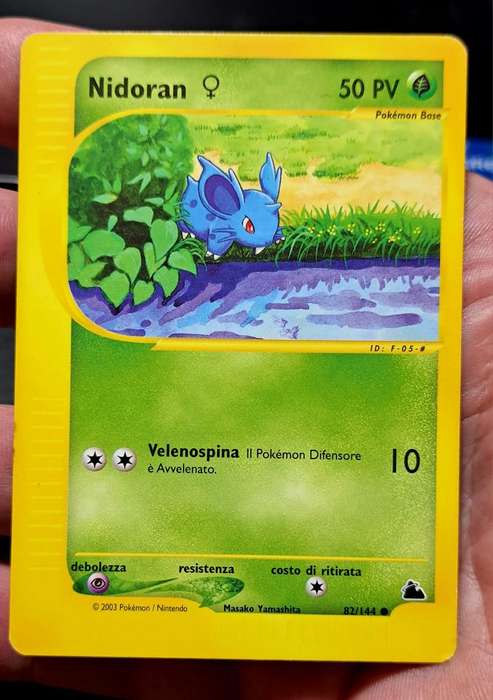 Nidoran ♀ 50 PV
Pokémon Base
ID: F-05-#
Velenospina Il Pokémon Difensore
è Avvelenato.
10
debolezza resistenza costo di ritirata
© 2003 Pokémon / Nintendo Masako Yamashita 82/144 ●